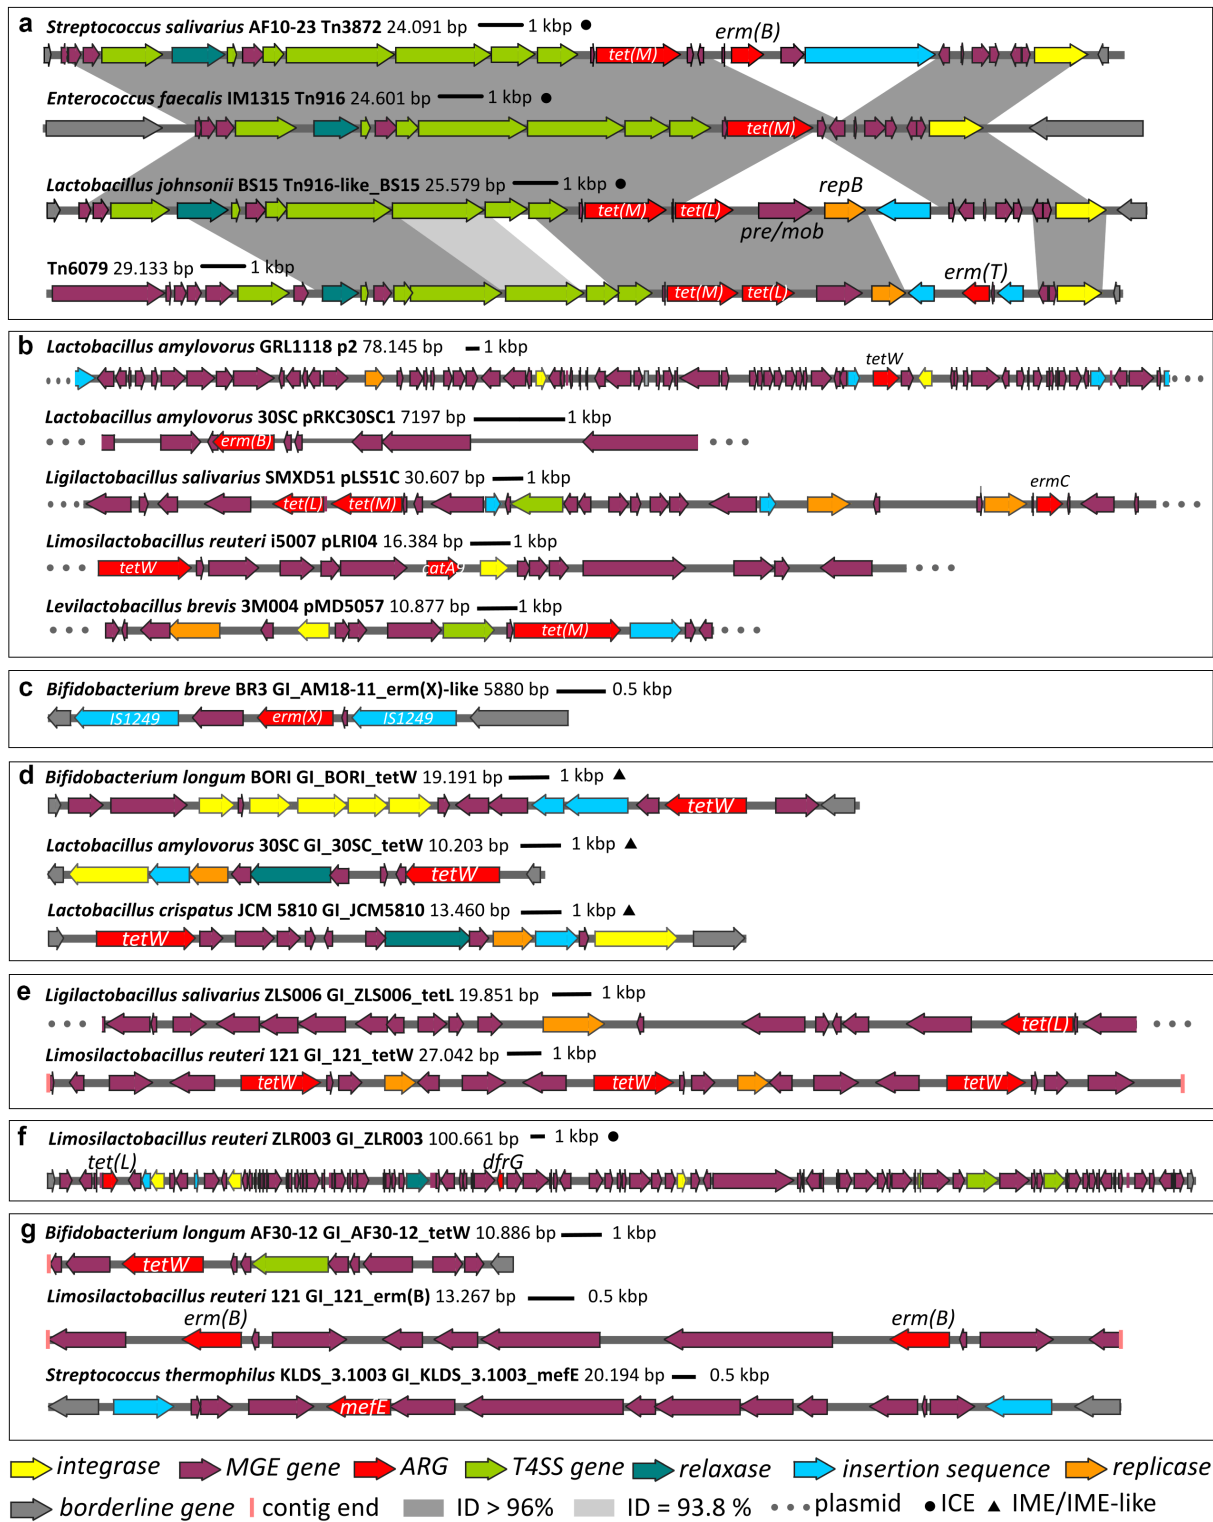 a Streptococcus salivarius AF10-23 Tn3872 24.091 bp 1 kbp
erm(B)
tet(M)
Enterococcus faecalis IM1315 Tn916 24.601 bp 1 kbp
tet(M)
Lactobacillus johnsonii BS15 Tn916-like_BS15 25.579 bp 1 kbp repB
tet(M) tet(L)
pre/mob
Tn6079 29.133 bp 1 kbp erm(T)
tet(M) tet(L)
b Lactobacillus amylovorus GRL1118 p2 78.145 bp 1 kbp
tetW
Lactobacillus amylovorus 30SC pRKC30SC1 7197 bp 1 kbp
erm(B)
Ligilactobacillus salivarius SMXD51 pLS51C 30.607 bp 1 kbp ermC
tet(L) tet(M)
Limosilactobacillus reuteri i5007 pLRI04 16.384 bp 1 kbp
tetW catA9
Levilactobacillus brevis 3M004 pMD5057 10.877 bp 1 kbp
tet(M)
c Bifidobacterium breve BR3 GI_AM18-11_erm(X)-like 5880 bp 0.5 kbp
IS1249 erm(X) IS1249
d Bifidobacterium longum BORI GI_BORI_tetW 19.191 bp 1 kbp
tetW
Lactobacillus amylovorus 30SC GI_30SC_tetW 10.203 bp 1 kbp
tetW
Lactobacillus crispatus JCM 5810 GI_JCM5810 13.460 bp 1 kbp
tetW
e Ligilactobacillus salivarius ZLS006 GI_ZLS006_tetL 19.851 bp 1 kbp
tet(L)
Limosilactobacillus reuteri 121 GI_121_tetW 27.042 bp 1 kbp
tetW tetW tetW
f Limosilactobacillus reuteri ZLR003 GI_ZLR003 100.661 bp 1 kbp
tet(L) dfrG
g Bifidobacterium longum AF30-12 GI_AF30-12_tetW 10.886 bp 1 kbp
tetW
Limosilactobacillus reuteri 121 GI_121_erm(B) 13.267 bp 0.5 kbp
erm(B) erm(B)
Streptococcus thermophilus KLDS_3.1003 GI_KLDS_3.1003_mefE 20.194 bp 0.5 kbp
mefE
integrase MGE gene ARG T4SS gene relaxase insertion sequence replicase
borderline gene contig end ID > 96% ID = 93.8 % plasmid ICE IME/IME-like